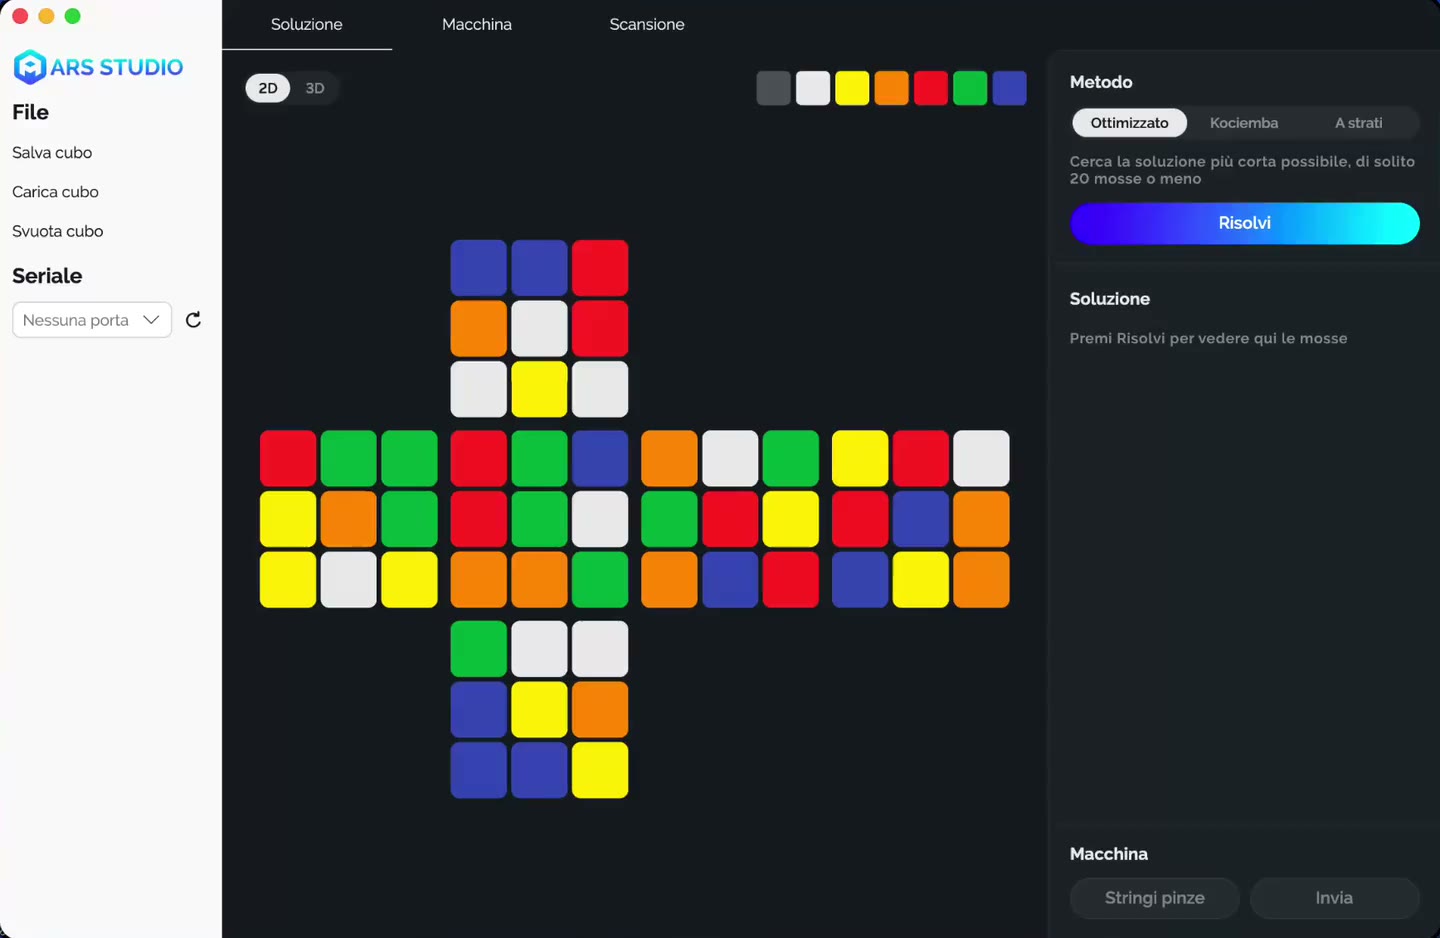 Soluzione
Macchina
Scansione
ARS STUDIO
File
Salva cubo
Carica cubo
Svuota cubo
Seriale
Nessuna porta
2D
3D
Metodo
Ottimizzato
Kociemba
A strati
Cerca la soluzione più corta possibile, di solito
20 mosse o meno
Risolvi
Soluzione
Premi Risolvi per vedere qui le mosse
Macchina
Stringi pinze
Invia